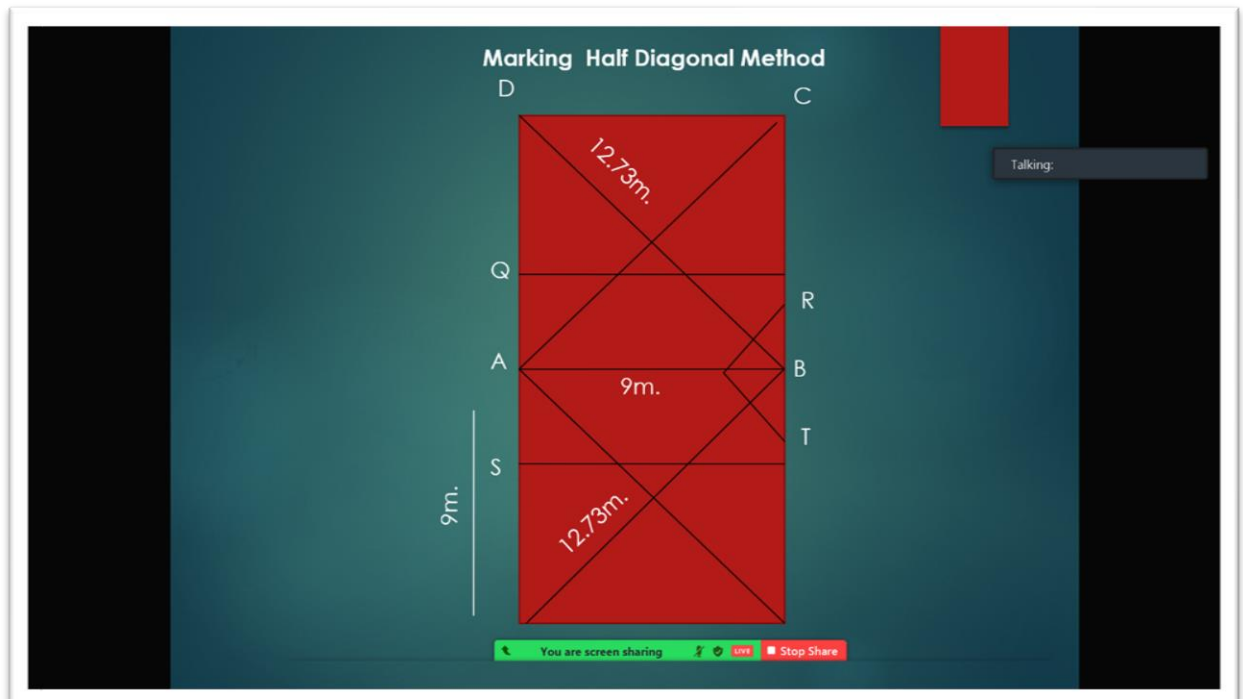 Marking Half Diagonal Method
D
C
12.73m.
Talking:
Q
R
A
B
9m.
T
S
9m.
12.73m.
You are screen sharing
LIVE
Stop Share